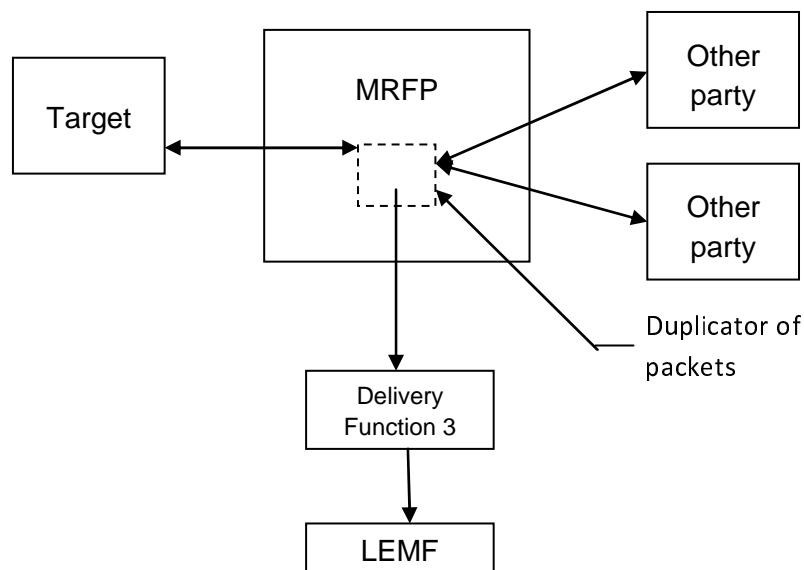 Target
MRFP
Other
party
Other
party
Duplicator of
packets
Delivery
Function 3
LEMF